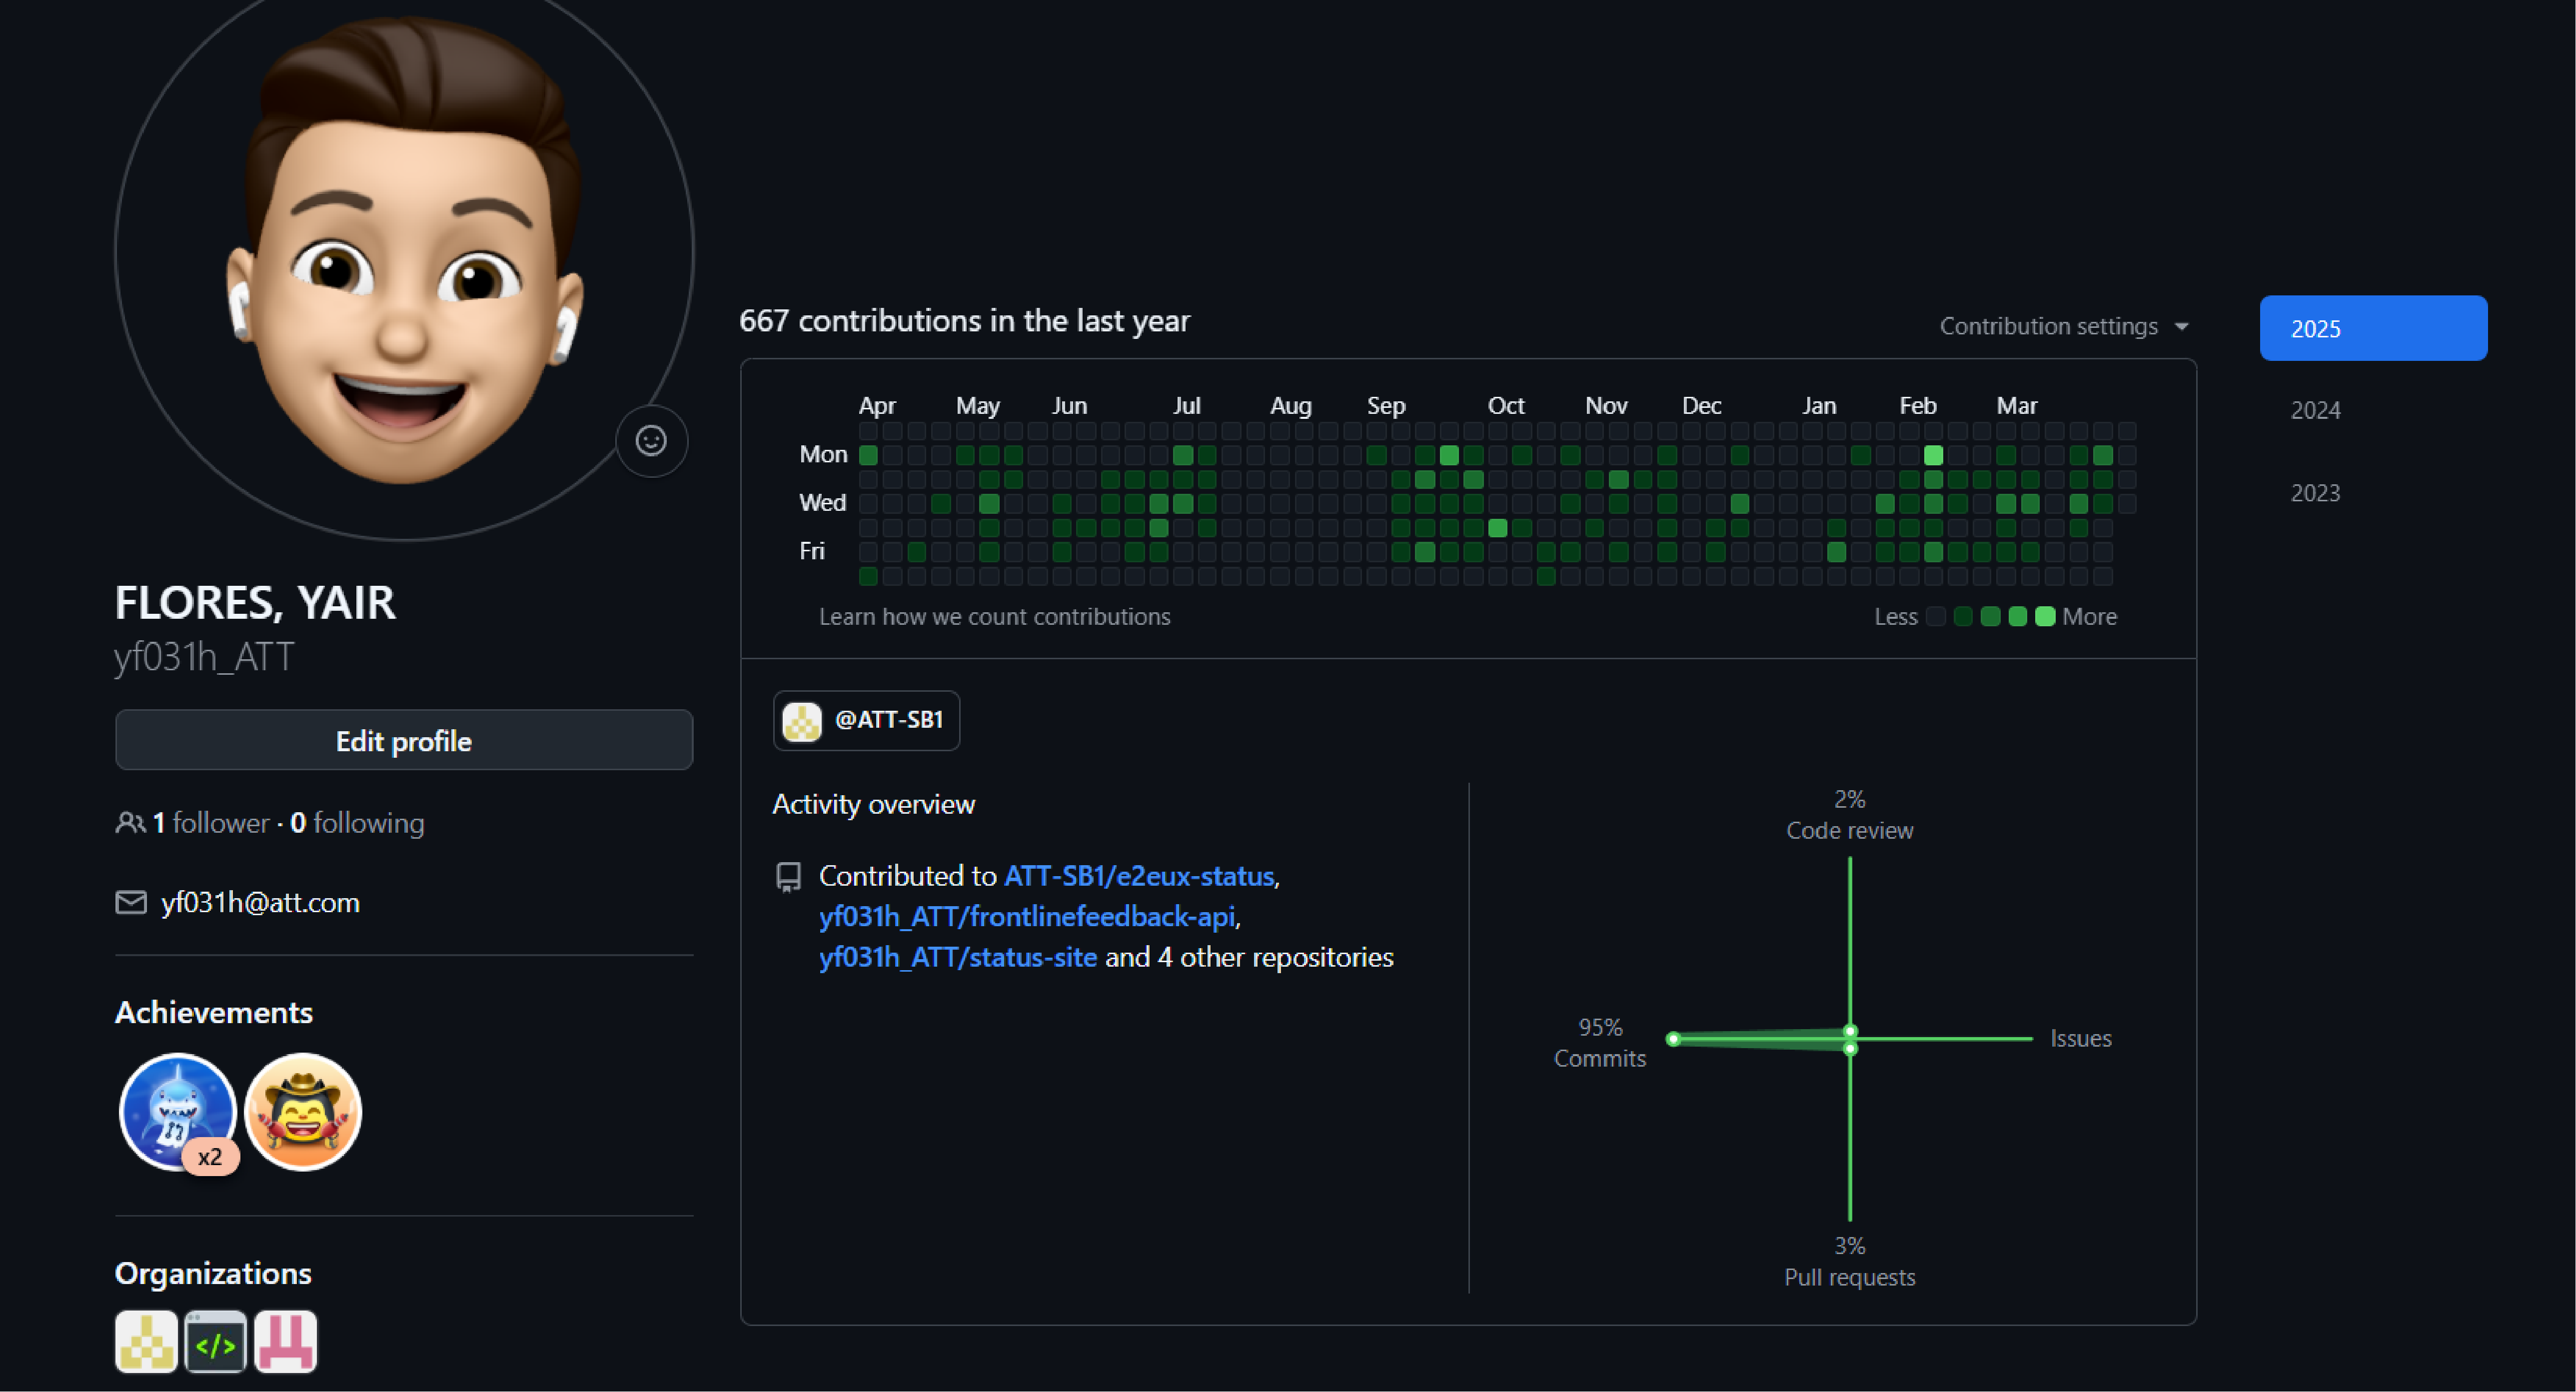 FLORES, YAIR
yf031h_ATT
Edit profile
1 follower · 0 following
yf031h@att.com
Achievements
x2
Organizations
</>
667 contributions in the last year
Contribution settings
2025
2024
2023
Apr May Jun Jul Aug Sep Oct Nov Dec Jan Feb Mar
Mon
Wed
Fri
Learn how we count contributions
Less More
@ATT-SB1
Activity overview
Contributed to ATT-SB1/e2eux-status,
yf031h_ATT/frontlinefeedback-api,
yf031h_ATT/status-site and 4 other repositories
2%
Code review
95%
Commits
Issues
3%
Pull requests